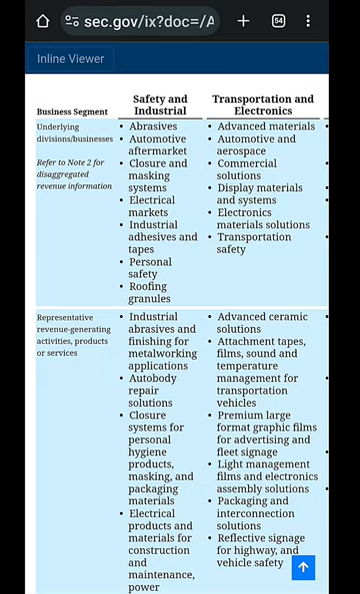 sec.gov/ix?doc=/A
54
Inline Viewer
Business Segment
Safety and
Industrial
Transportation and
Electronics
Underlying
divisions/businesses
Refer to Note 2 for
disaggregated
revenue information
• Abrasives
• Automotive
aftermarket
• Closure and
masking
systems
• Electrical
markets
• Industrial
adhesives and
tapes
• Personal
safety
• Roofing
granules
• Advanced materials
• Automotive and
aerospace
• Commercial
solutions
• Display materials
and systems
• Electronics
materials solutions
• Transportation
safety
Representative
revenue-generating
activities, products
or services
• Industrial
abrasives and
finishing for
metalworking
applications
• Autobody
repair
solutions
• Closure
systems for
personal
hygiene
products,
masking, and
packaging
materials
• Electrical
products and
materials for
construction
and
maintenance,
power
• Advanced ceramic
solutions
• Attachment tapes,
films, sound and
temperature
management for
transportation
vehicles
• Premium large
format graphic films
for advertising and
fleet signage
• Light management
films and electronics
assembly solutions
• Packaging and
interconnection
solutions
• Reflective signage
for highway, and
vehicle safety